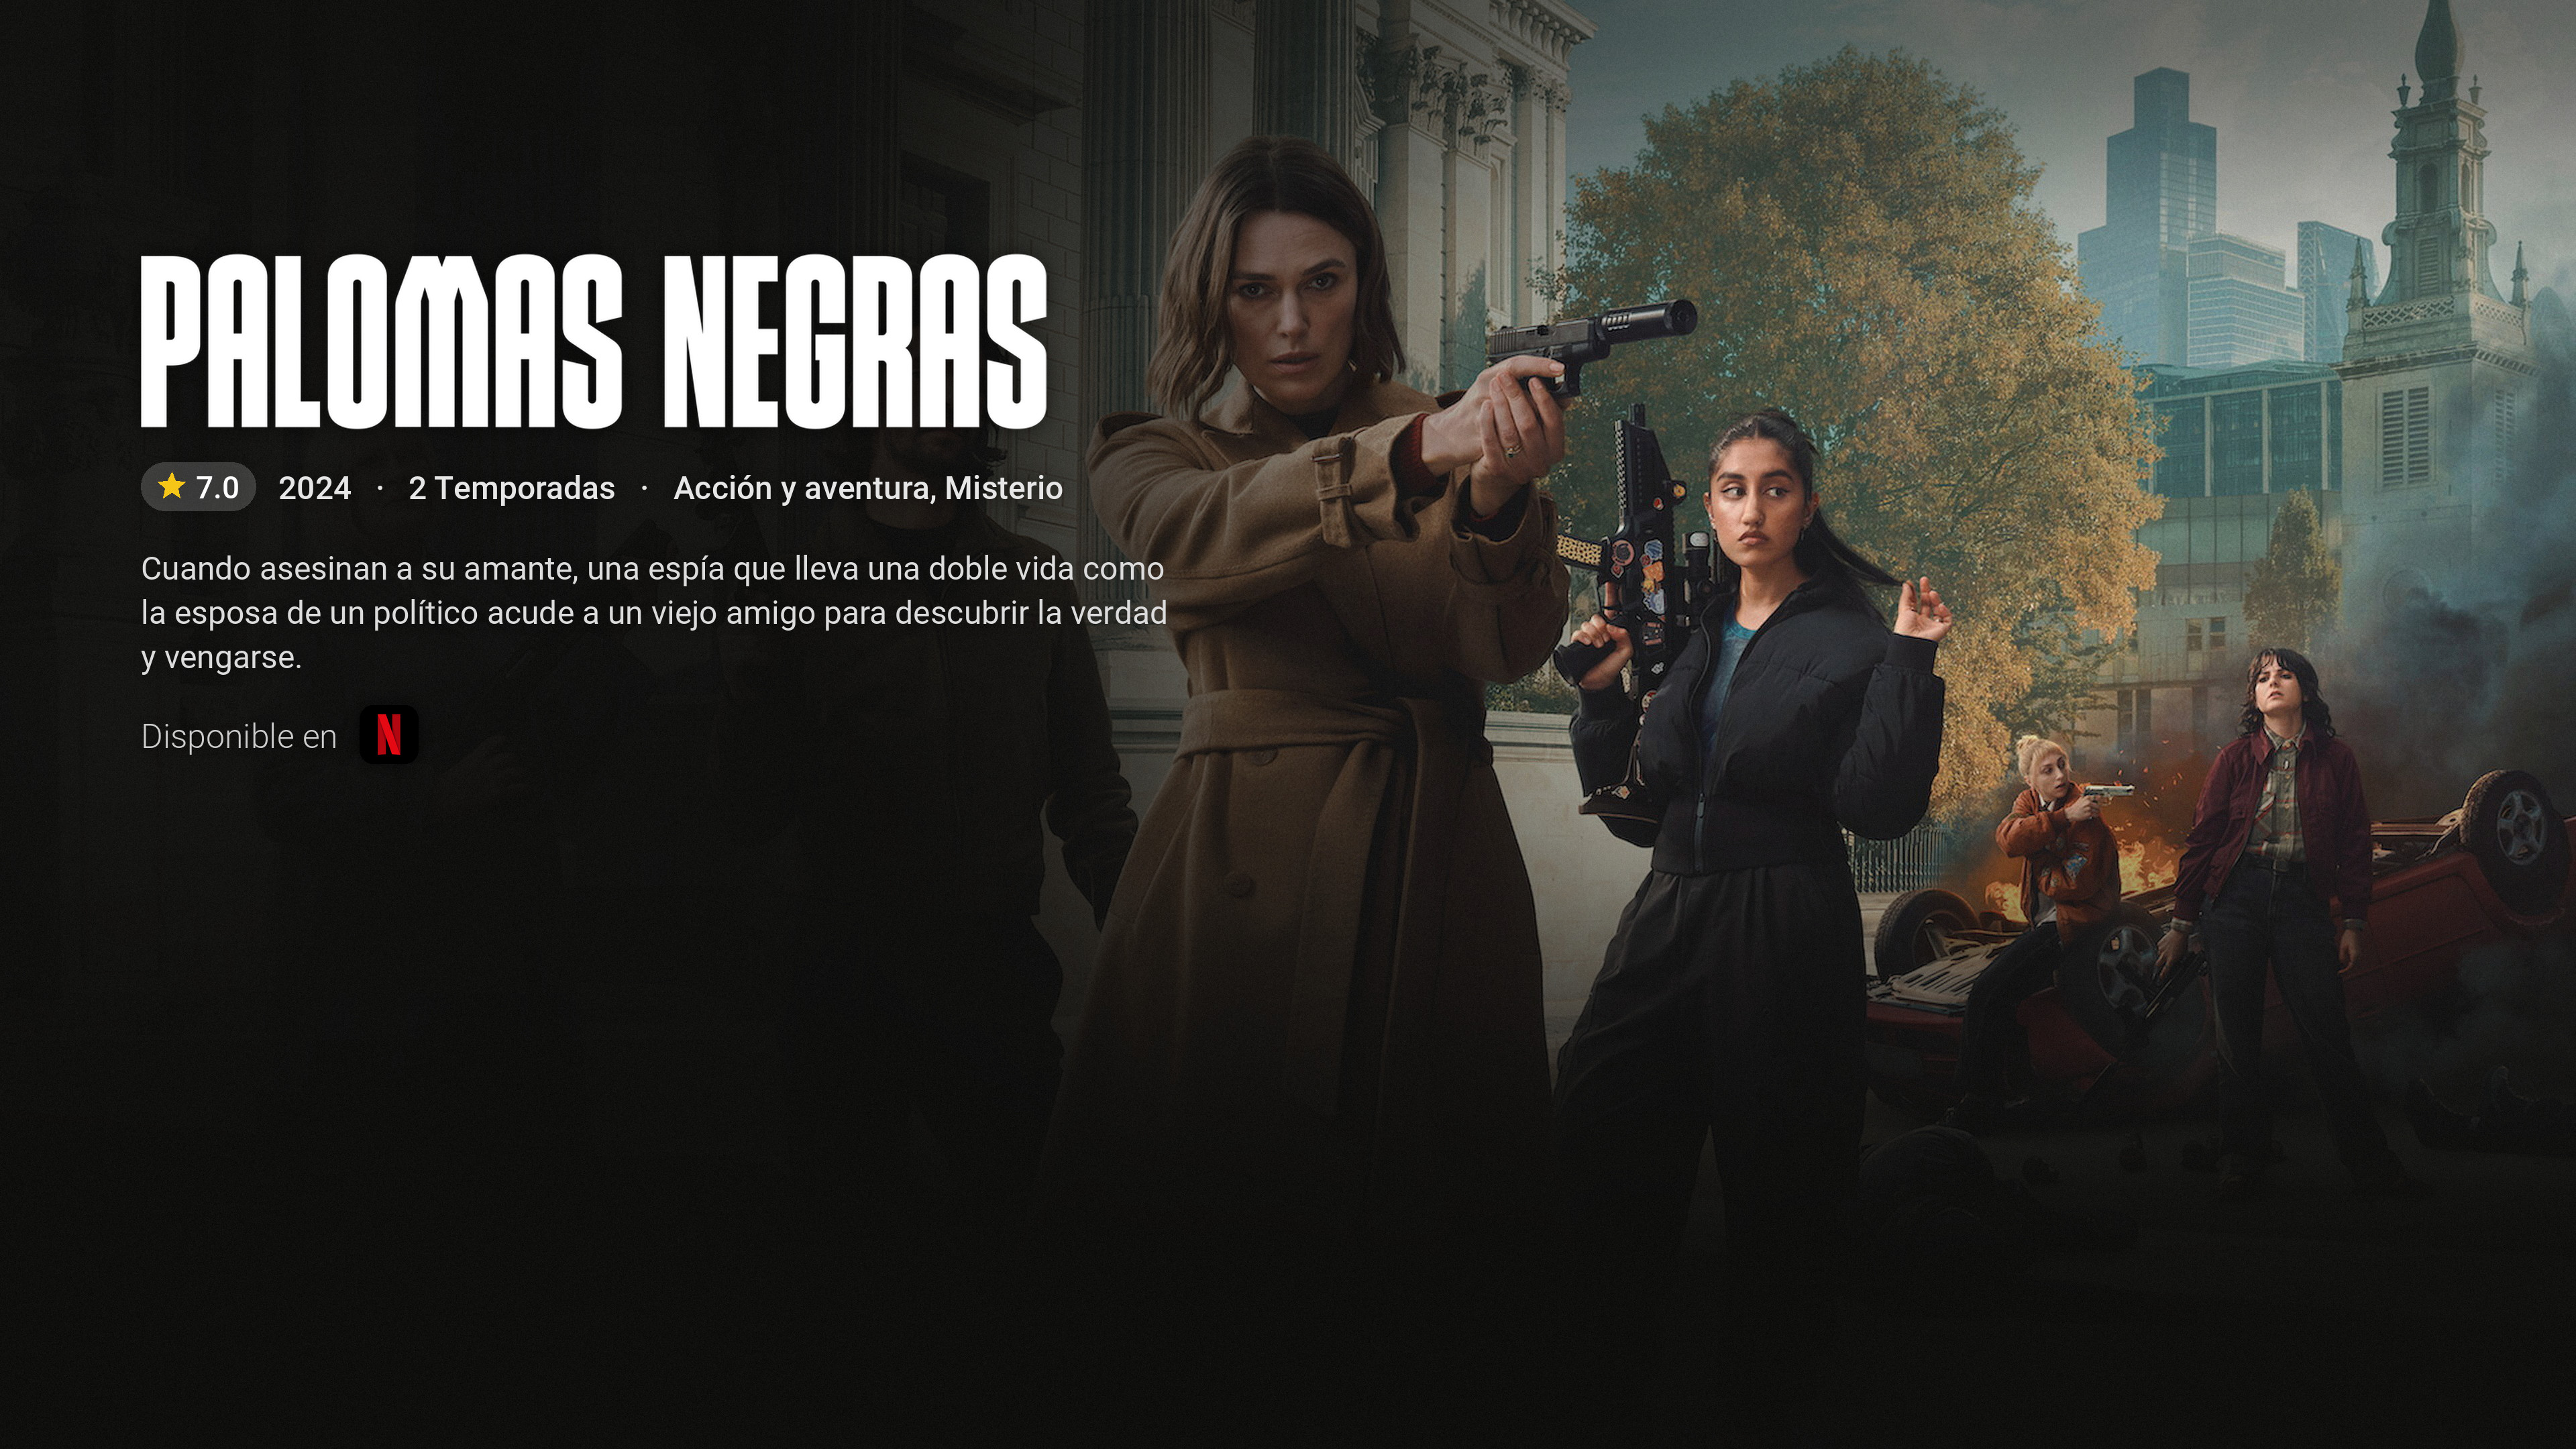 PALOMAS NEGRAS
7.0 2024 · 2 Temporadas · Acción y aventura, Misterio
Cuando asesinan a su amante, una espía que lleva una doble vida como
la esposa de un político acude a un viejo amigo para descubrir la verdad
y vengarse.
Disponible en N